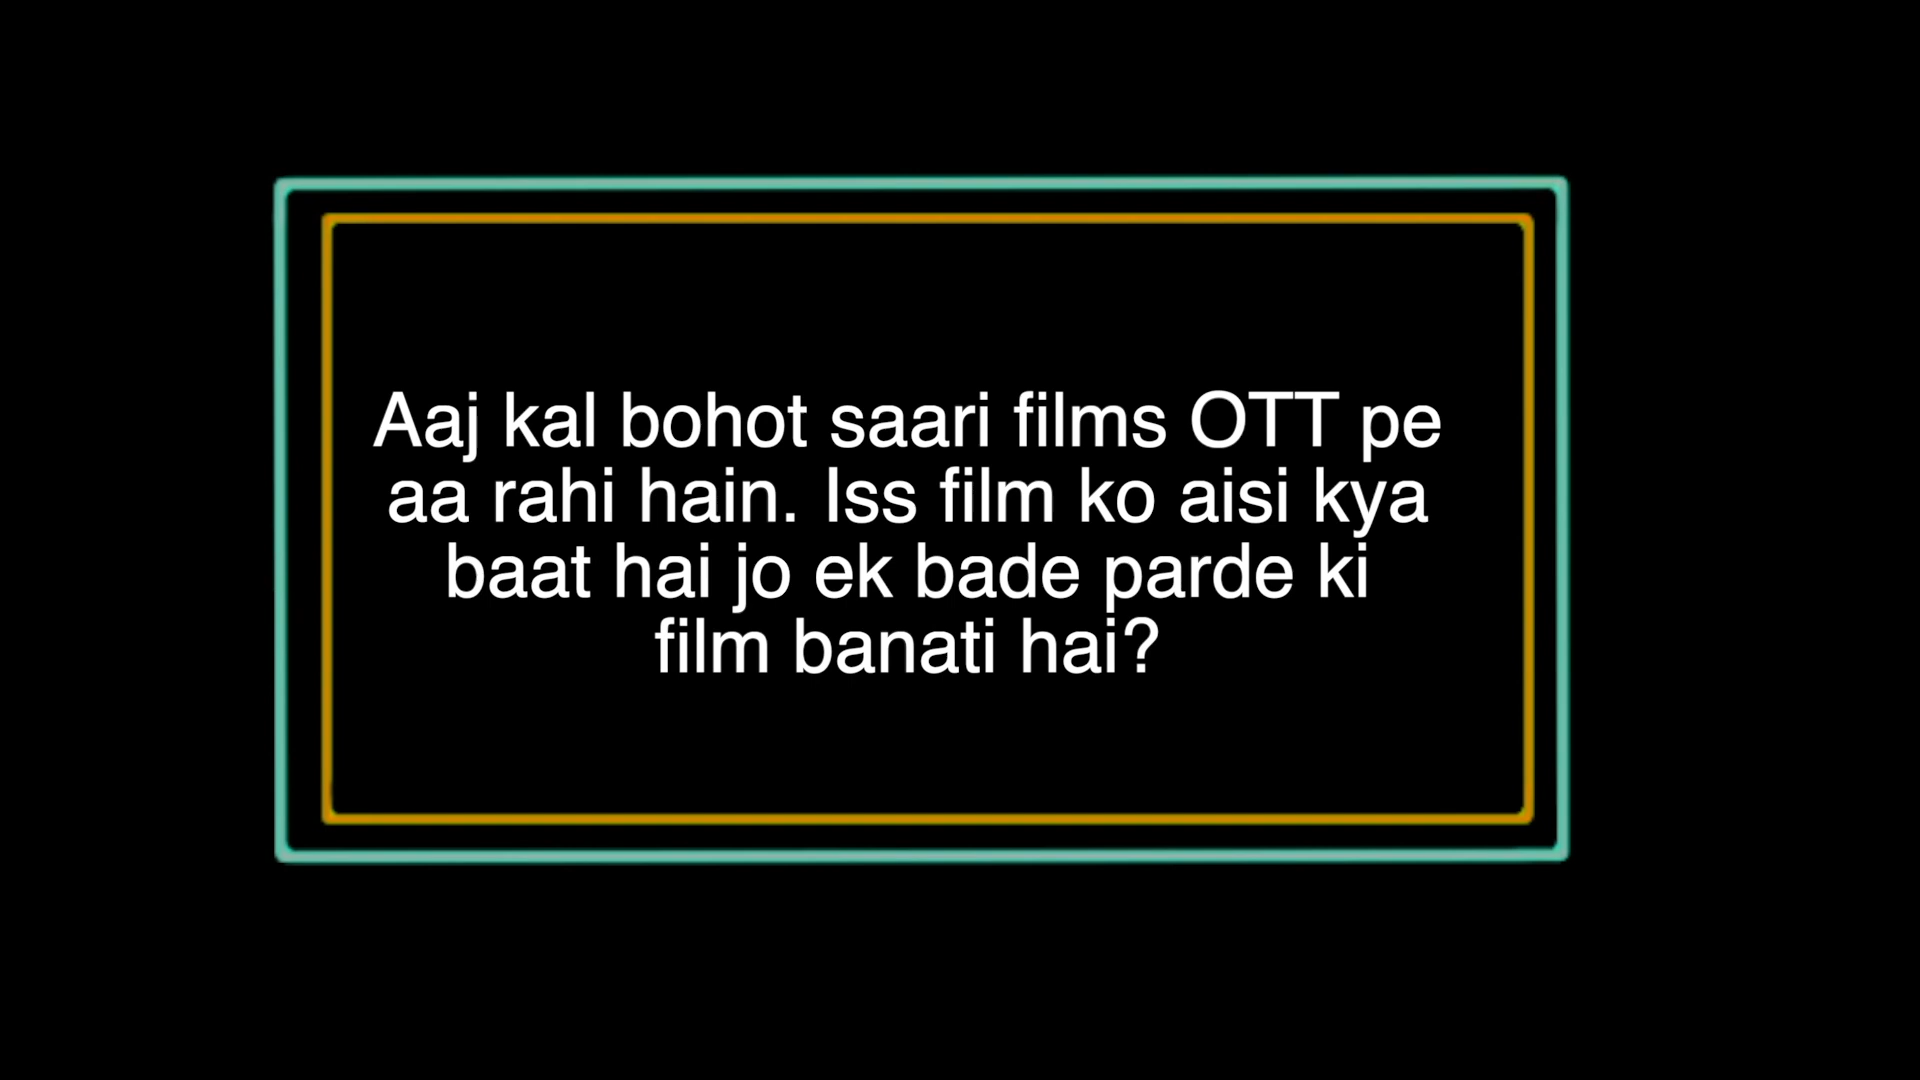 Aaj kal bohot saari films OTT pe
aa rahi hain. Iss film ko aisi kya
baat hai jo ek bade parde ki
film banati hai?